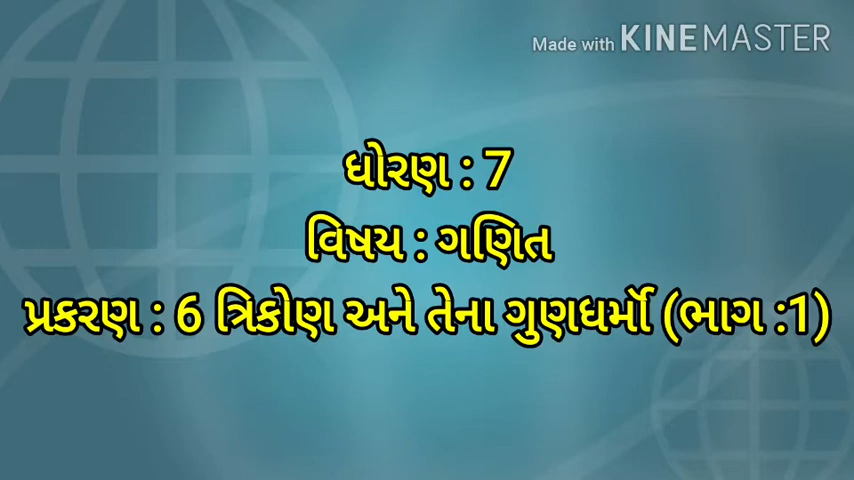 Made with KINEMASTER
ધોરણ : 7
વિષય : ગણિત
પ્રકરણ : 6 ત્રિકોણ અને તેના ગુણધર્મો (ભાગ :1)